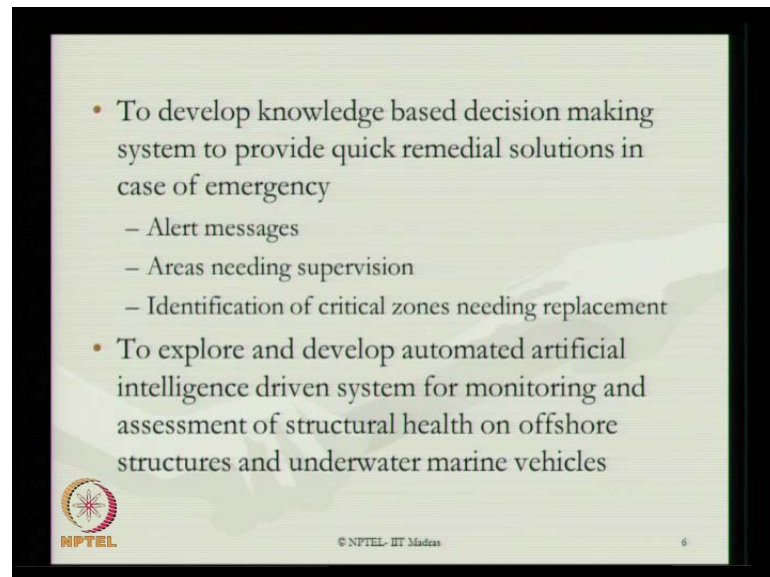 • To develop knowledge based decision making
system to provide quick remedial solutions in
case of emergency
– Alert messages
– Areas needing supervision
– Identification of critical zones needing replacement
• To explore and develop automated artificial
intelligence driven system for monitoring and
assessment of structural health on offshore
structures and underwater marine vehicles
NPTEL
© NPTEL- IIT Madras
6